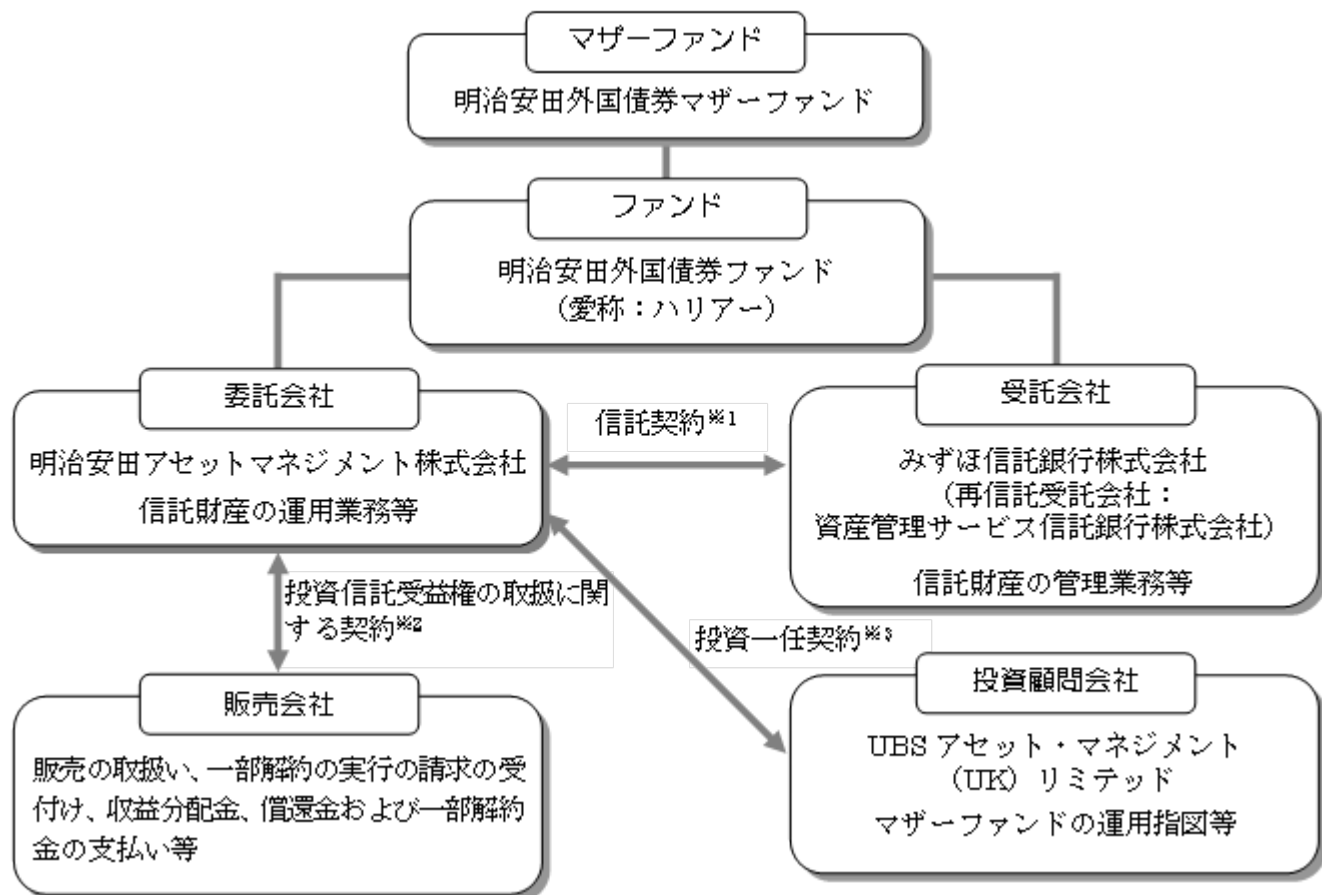 マザーファンド
明治安田外国債券マザーファンド
ファンド
明治安田外国債券ファンド
（愛称：ハリアー）
委託会社
明治安田アセットマネジメント株式会社
信託財産の運用業務等
信託契約※1
受託会社
みずほ信託銀行株式会社
（再信託受託会社：
資産管理サービス信託銀行株式会社）
信託財産の管理業務等
投資信託受益権の取扱に関
する契約※2
投資一任契約※3
販売会社
販売の取扱い、一部解約の実行の請求の受
付け、収益分配金、償還金および一部解約
金の支払い等
投資顧問会社
UBS アセット・マネジメント
（UK）リミテッド
マザーファンドの運用指図等